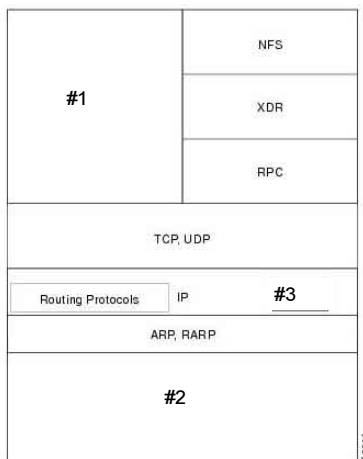 NFS
#1
XDR
RPC
TCP, UDP
Routing Protocols IP #3
ARP, RARP
#2